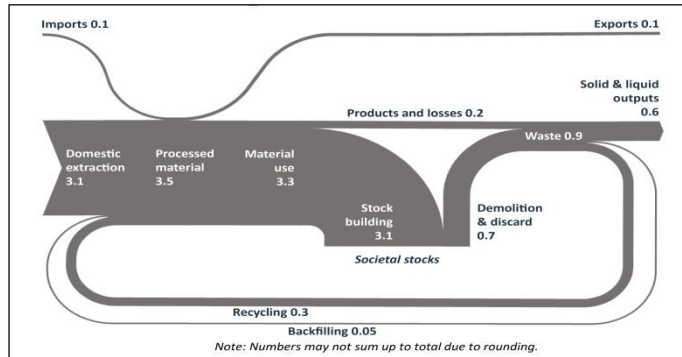 Imports 0.1
Exports 0.1
Solid & liquid
outputs
0.6
Products and losses 0.2
Waste 0.9
Domestic
extraction
3.1
Processed
material
3.5
Material
use
3.3
Stock
building
3.1
Demolition
& discard
0.7
Societal stocks
Recycling 0.3
Backfilling 0.05
Note: Numbers may not sum up to total due to rounding.